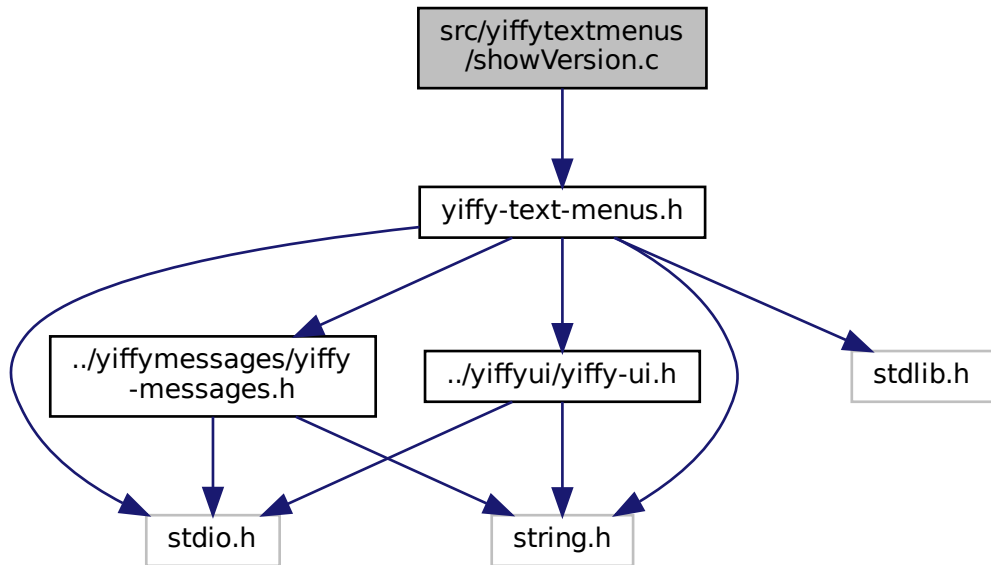 src/yiffytextmenus
/showVersion.c
yiffy-text-menus.h
../yiffymessages/yiffy
-messages.h
../yiffyui/yiffy-ui.h
stdlib.h
stdio.h
string.h